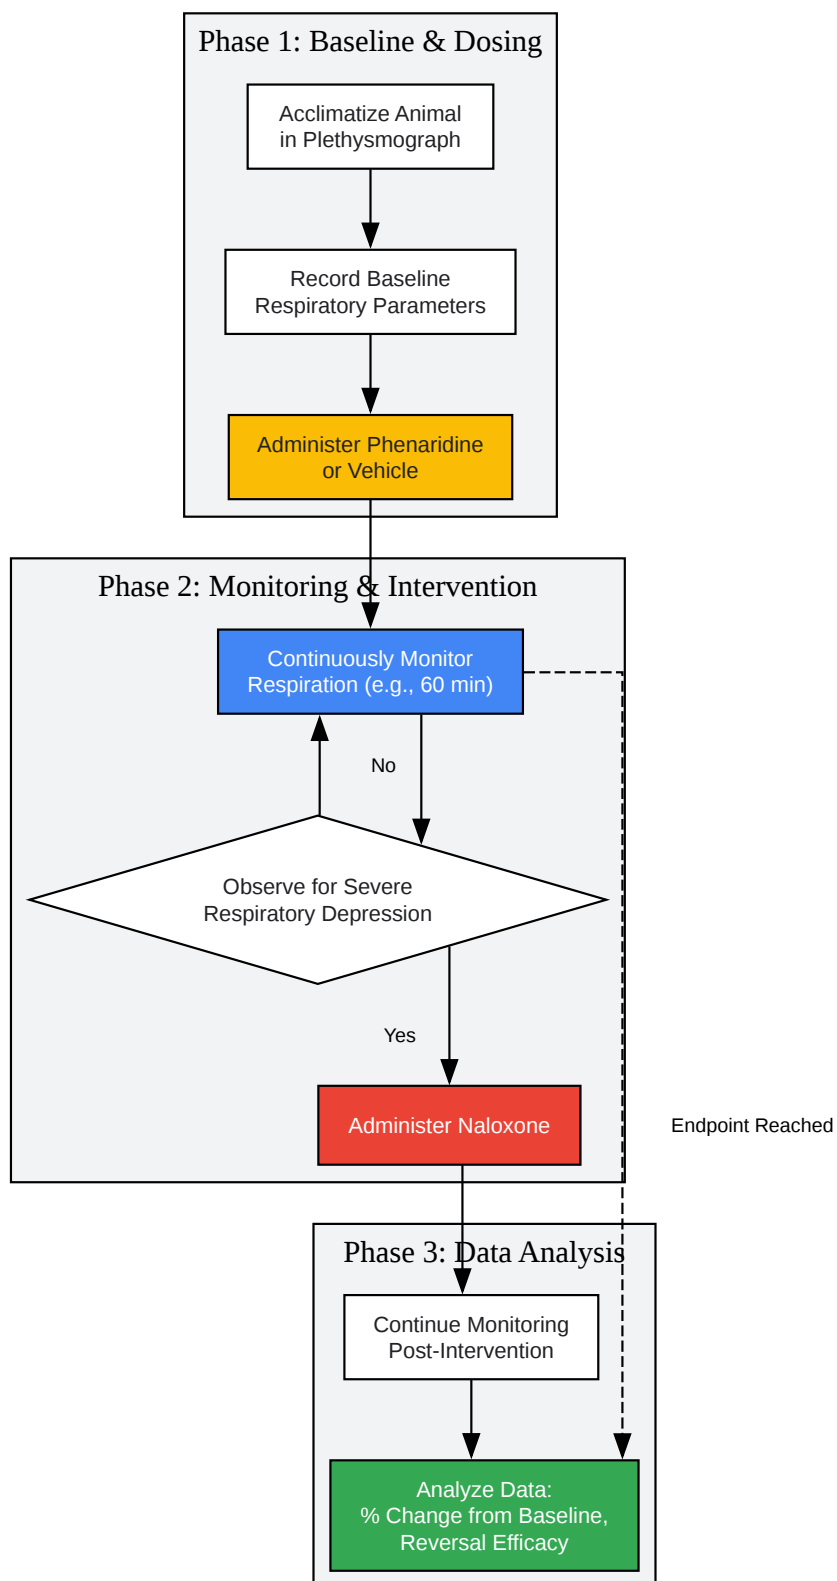 Phase 1: Baseline & Dosing
Acclimatize Animal
in Plethysmograph
Record Baseline
Respiratory Parameters
Administer Phenaridine
or Vehicle
Phase 2: Monitoring & Intervention
Continuously Monitor
Respiration (e.g., 60 min)
No
Observe for Severe
Respiratory Depression
Yes
Administer Naloxone
Endpoint Reached
Phase 3: Data Analysis
Continue Monitoring
Post-Intervention
Analyze Data:
% Change from Baseline,
Reversal Efficacy